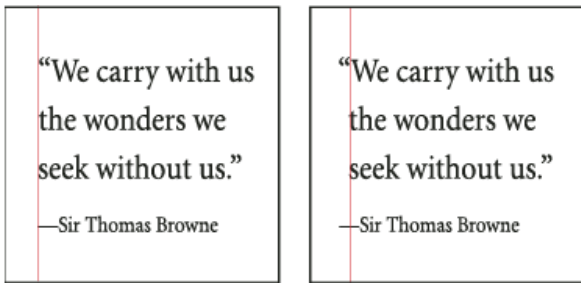 “We carry with us
the wonders we
seek without us.”
—Sir Thomas Browne
“We carry with us
the wonders we
seek without us.”
—Sir Thomas Browne